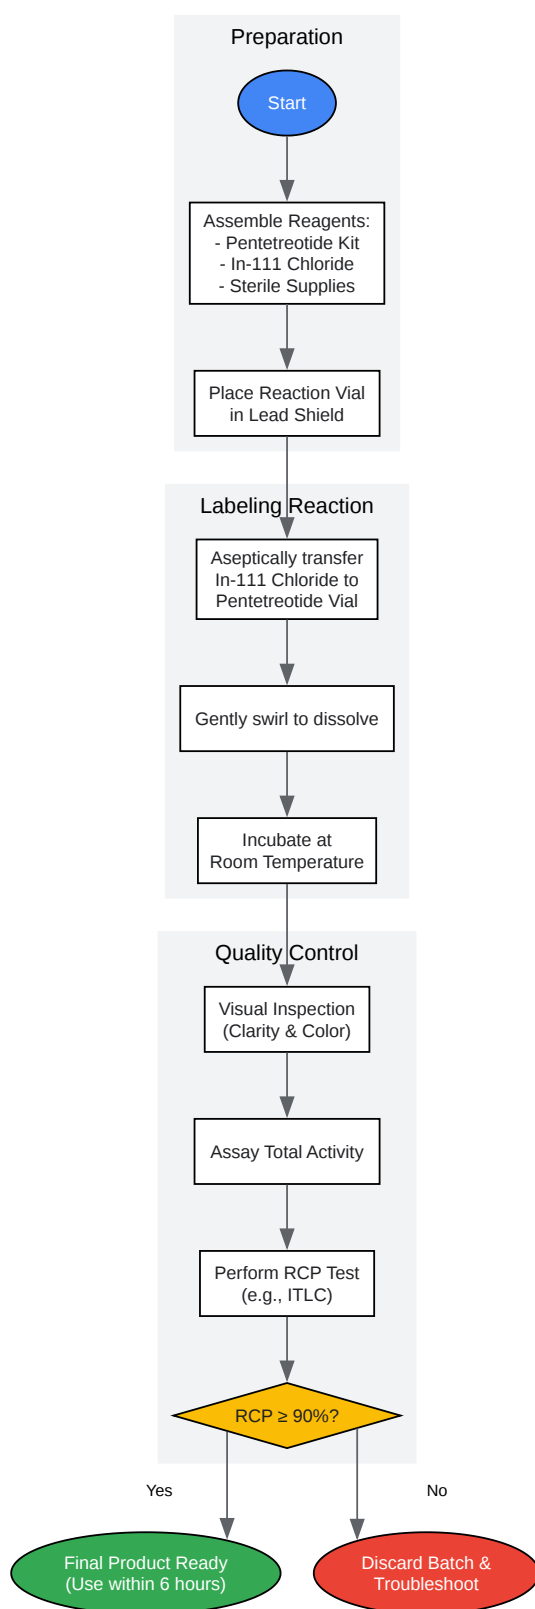 Preparation
Start
Assemble Reagents:
- Pentetreotide Kit
- In-111 Chloride
- Sterile Supplies
Place Reaction Vial
in Lead Shield
Labeling Reaction
Aseptically transfer
In-111 Chloride to
Pentetreotide Vial
Gently swirl to dissolve
Incubate at
Room Temperature
Quality Control
Visual Inspection
(Clarity & Color)
Assay Total Activity
Perform RCP Test
(e.g., ITLC)
RCP ≥ 90%?
Yes
No
Final Product Ready
(Use within 6 hours)
Discard Batch &
Troubleshoot